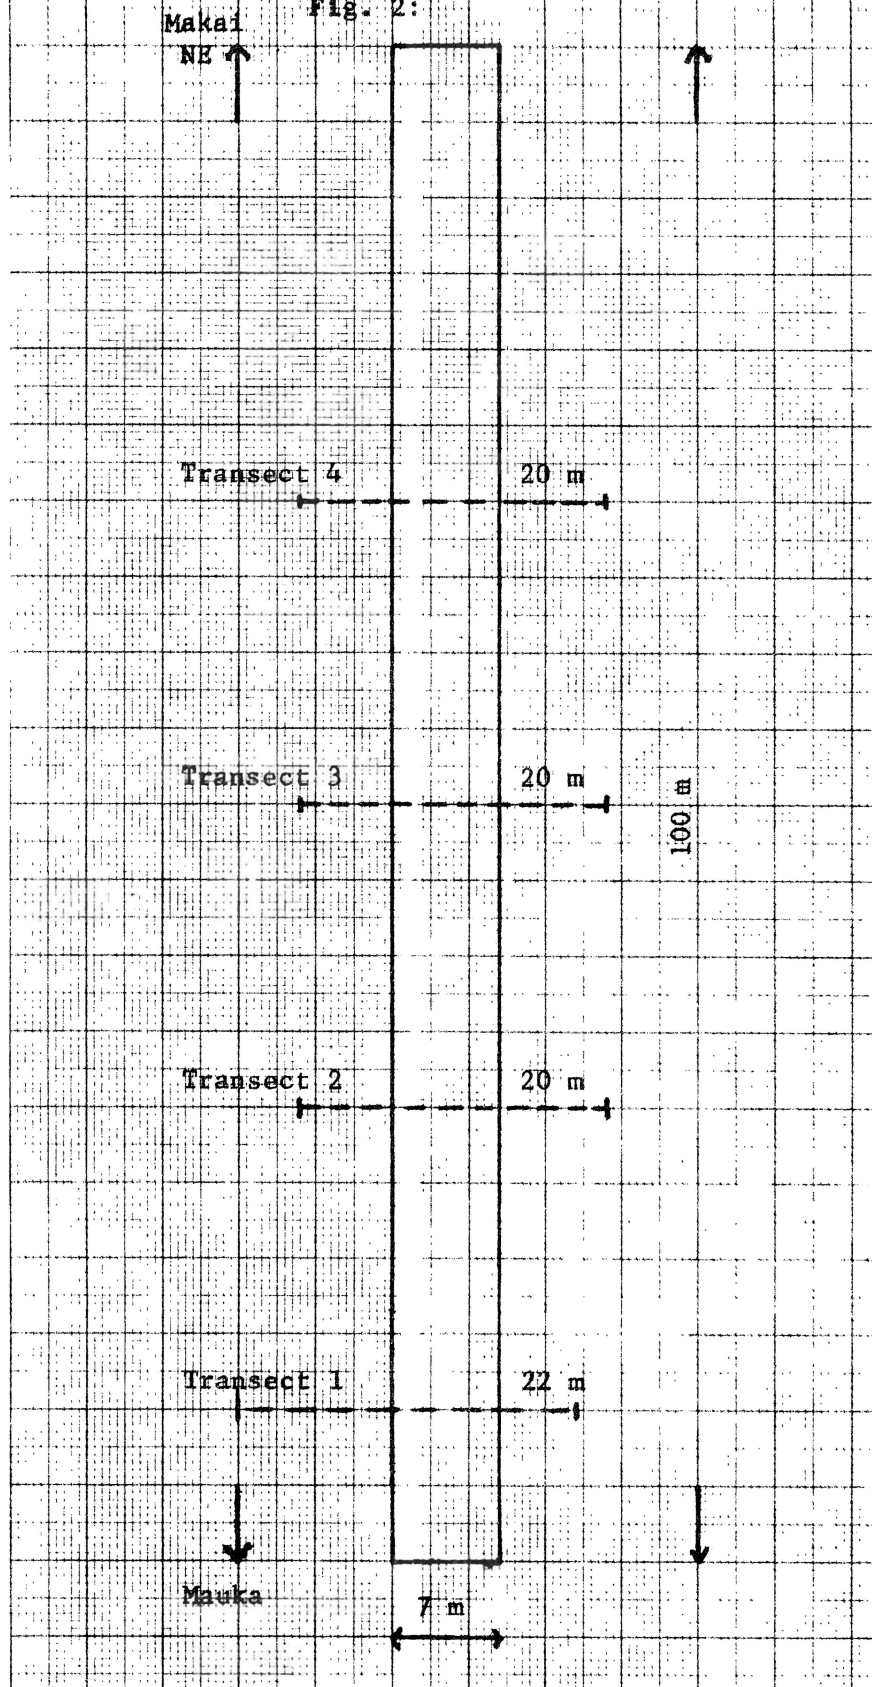 Fig. 2:
Makai
NE
Transect 4 20 m
Transect 3 20 m
100 m
Transect 2 20 m
Transect 1 22 m
Mauka
7 m